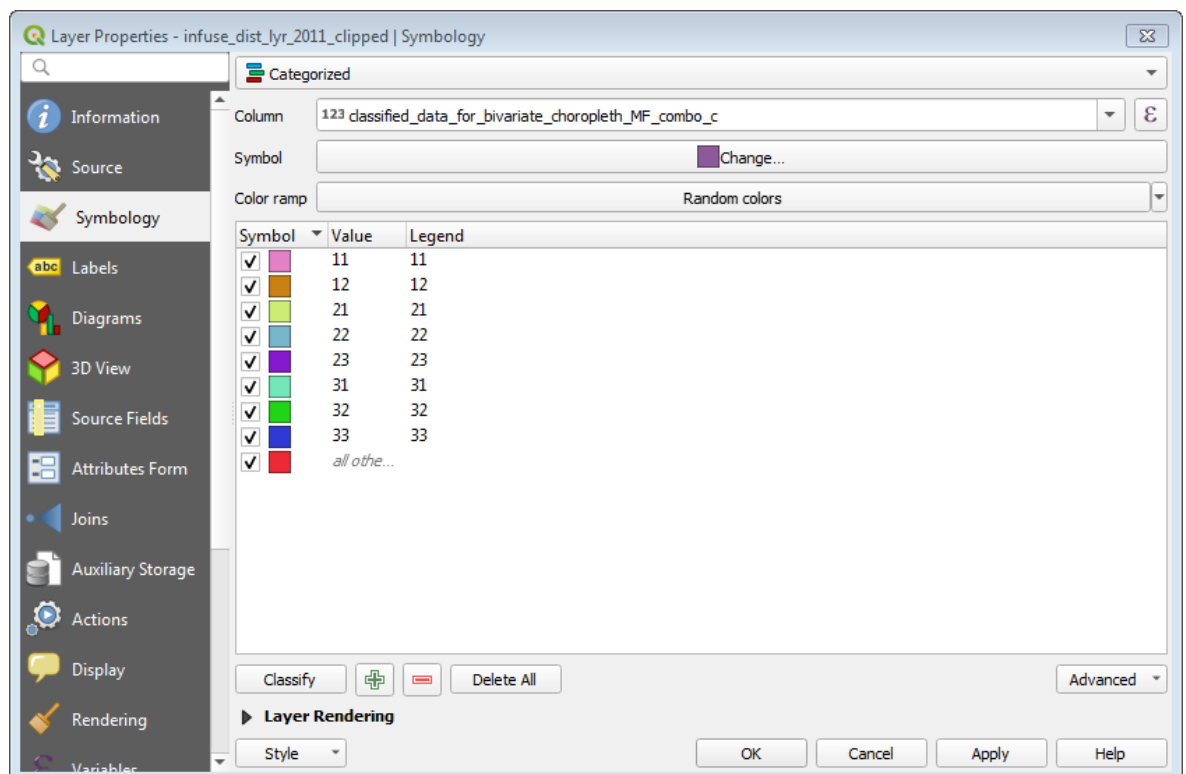 Layer Properties - infuse_dist_lyr_2011_clipped | Symbology
Categorized
Information
Column 123 classified_data_for_bivariate_choropleth_MF_combo_c ε
Source
Symbol Change...
Symbology
Color ramp Random colors
Symbol Value Legend
abc Labels
11 11
12 12
Diagrams
21 21
22 22
3D View
23 23
31 31
Source Fields
32 32
33 33
Attributes Form
all othe...
Joins
Auxiliary Storage
Actions
Display
Classify Delete All Advanced
Rendering
Layer Rendering
Variables
Style OK Cancel Apply Help